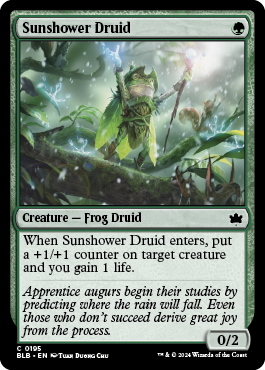 Sunshower Druid
Creature — Frog Druid
When Sunshower Druid enters, put
a +1/+1 counter on target creature
and you gain 1 life.
Apprentice augurs begin their studies by
predicting where the rain will fall. Even
those who don't succeed derive great joy
from the process.
0/2
C 0195
BLB • EN Tuan Duong Chu
™ & © 2024 Wizards of the Coast